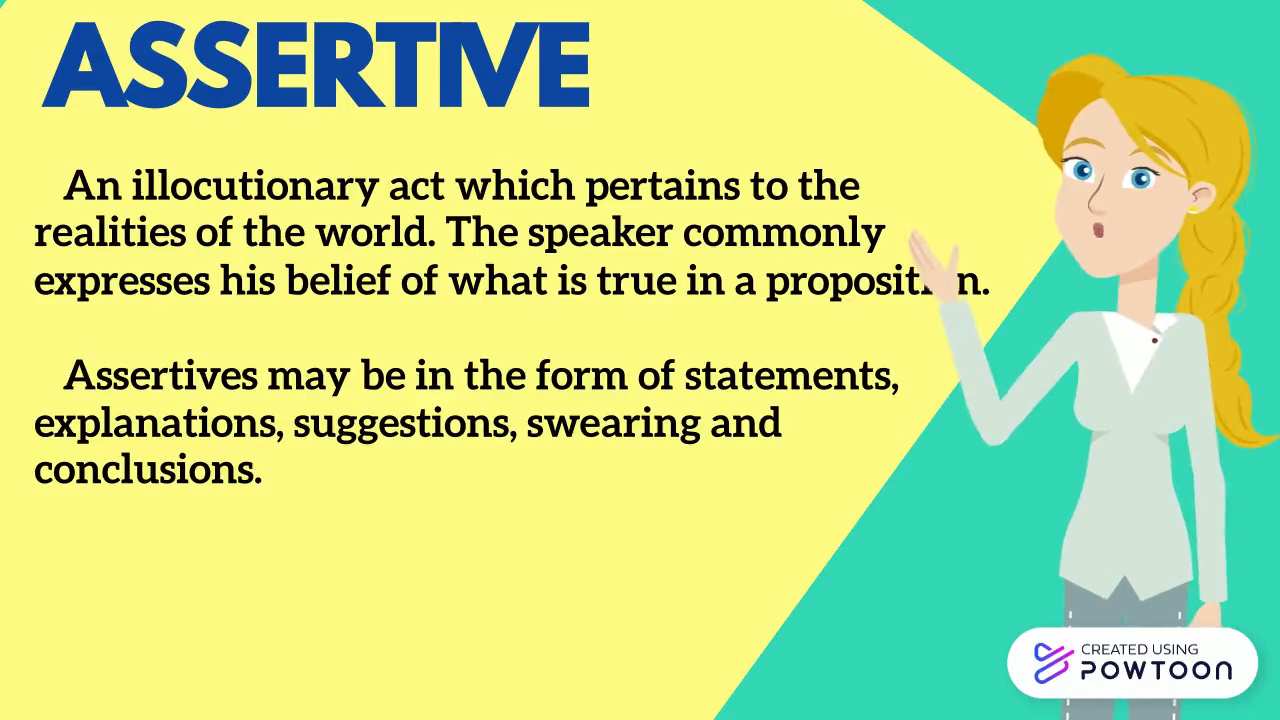 ASSERTIVE
An illocutionary act which pertains to the
realities of the world. The speaker commonly
expresses his belief of what is true in a proposition.
Assertives may be in the form of statements,
explanations, suggestions, swearing and
conclusions.
CREATED USING
POWTOON